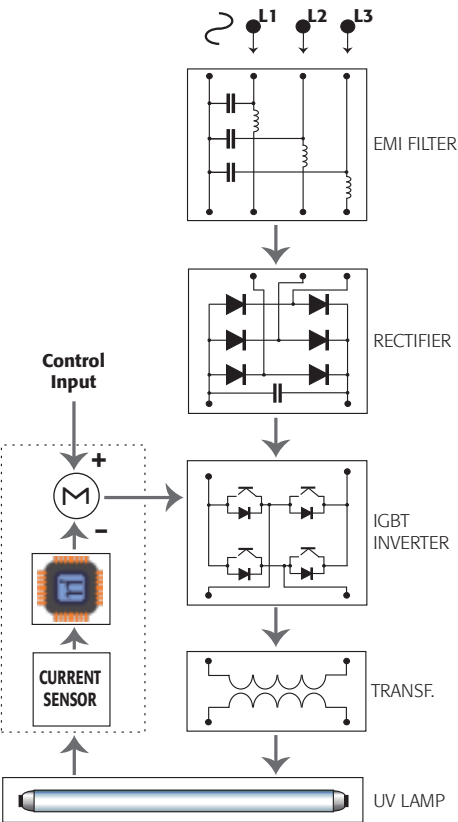 L1 L2 L3
EMI FILTER
RECTIFIER
Control
Input
+
−
IGBT
INVERTER
CURRENT
SENSOR
TRANSF.
UV LAMP